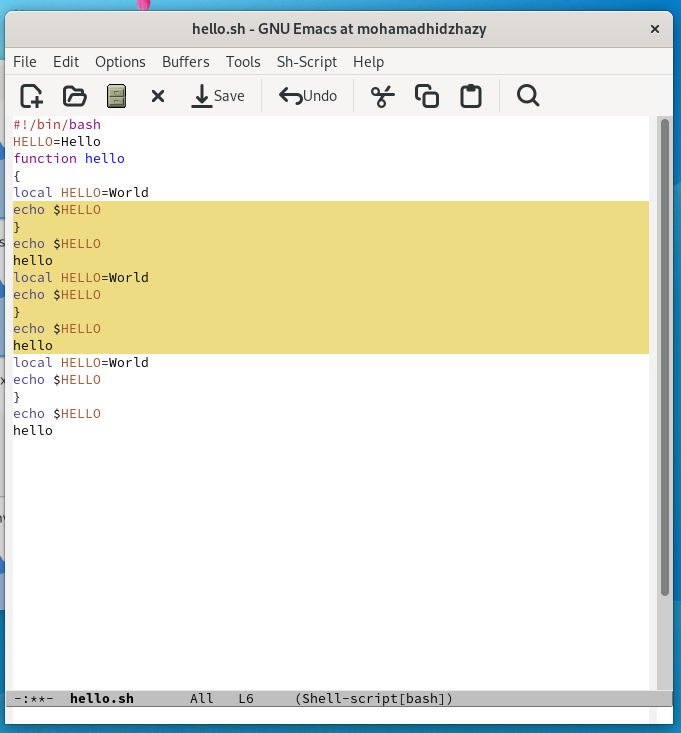 hello.sh - GNU Emacs at mohamadhidzhazy
File Edit Options Buffers Tools Sh-Script Help
Save Undo
#!/bin/bash
HELLO=Hello
function hello
{
local HELLO=World
echo $HELLO
}
echo $HELLO
hello
local HELLO=World
echo $HELLO
}
echo $HELLO
hello
local HELLO=World
echo $HELLO
}
echo $HELLO
hello
-:**- hello.sh All L6 (Shell-script[bash])